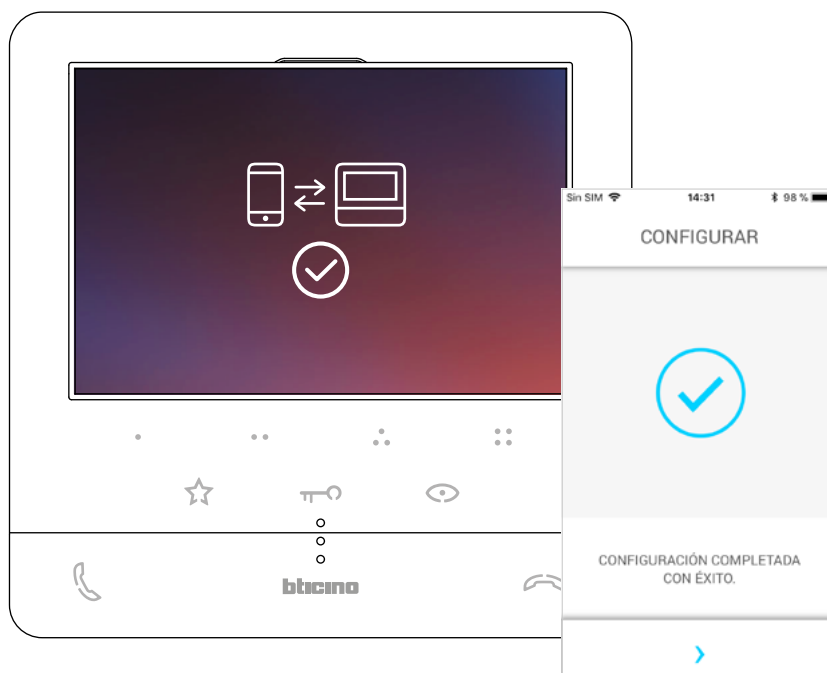 bticino
Sin SIM 14:31 98 %
CONFIGURAR
CONFIGURACIÓN COMPLETADA
CON ÉXITO.